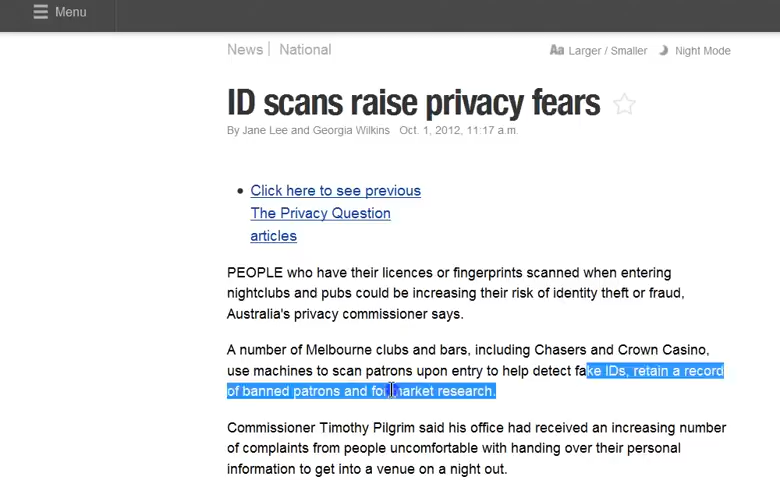 Menu
News | National
Aa Larger / Smaller Night Mode
ID scans raise privacy fears
By Jane Lee and Georgia Wilkins Oct. 1, 2012, 11:17 a.m.
• Click here to see previous
The Privacy Question
articles
PEOPLE who have their licences or fingerprints scanned when entering
nightclubs and pubs could be increasing their risk of identity theft or fraud,
Australia's privacy commissioner says.
A number of Melbourne clubs and bars, including Chasers and Crown Casino,
use machines to scan patrons upon entry to help detect fake IDs, retain a record
of banned patrons and for market research.
Commissioner Timothy Pilgrim said his office had received an increasing number
of complaints from people uncomfortable with handing over their personal
information to get into a venue on a night out.